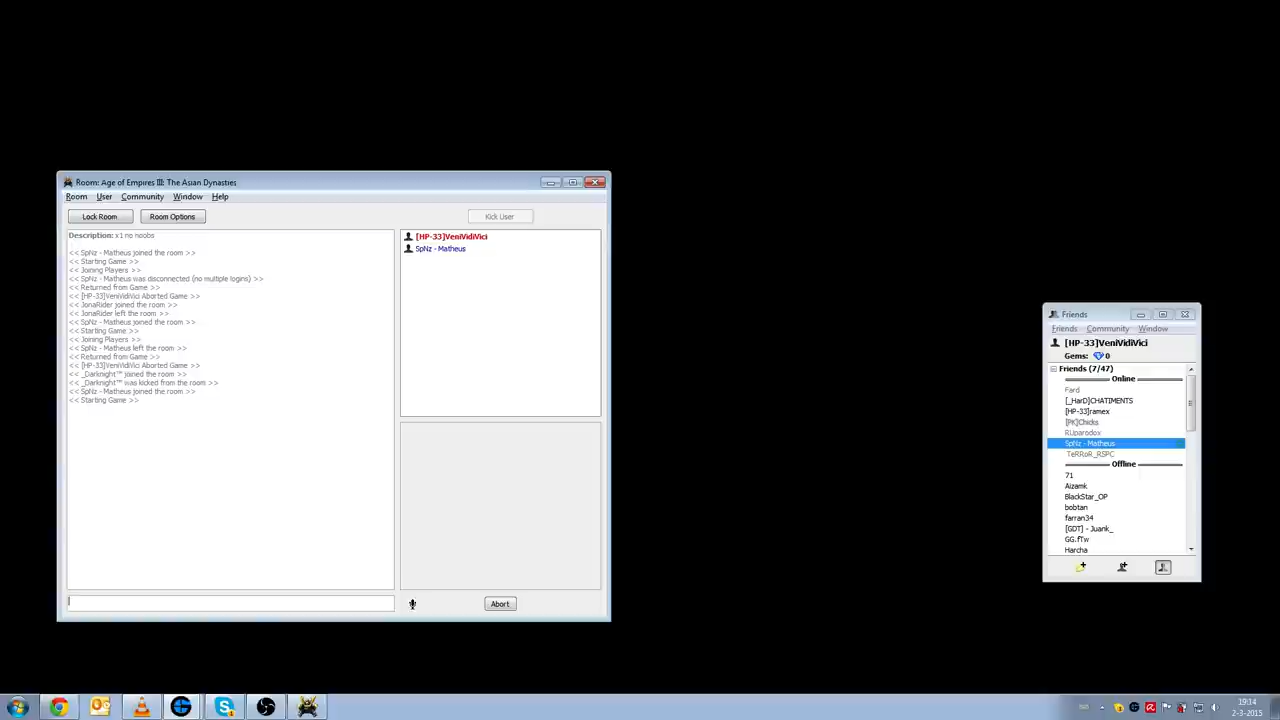 Room: Age of Empires III: The Asian Dynasties
Room User Community Window Help
Lock Room Room Options Kick User
Description: x1 no noobs
<< SpNz - Matheus joined the room >>
<< Starting Game >>
<< Joining Players >>
<< SpNz - Matheus was disconnected (no multiple logins) >>
<< Returned from Game >>
<< [HP-33]VeniVidiVici Aborted Game >>
<< JonaRider joined the room >>
<< JonaRider left the room >>
<< SpNz - Matheus joined the room >>
<< Starting Game >>
<< Joining Players >>
<< SpNz - Matheus left the room >>
<< Returned from Game >>
<< [HP-33]VeniVidiVici Aborted Game >>
<< _Darknight™ joined the room >>
<< _Darknight™ was kicked from the room >>
<< SpNz - Matheus joined the room >>
<< Starting Game >>
[HP-33]VeniVidiVici
SpNz - Matheus
Abort
Friends
Friends Community Window
[HP-33]VeniVidiVici
Gems: 0
Friends (7/47)
Online
Fard
[_HarD]CHATIMENTS
[HP-33]ramex
[PK]Chicks
RUparodox
SpNz - Matheus
TeRRoR_RSPC
Offline
71
Aizamk
BlackStar_OP
bobtan
farran34
[GDT] - Juank_
GG.fTw
Harcha
19:14
2-3-2015